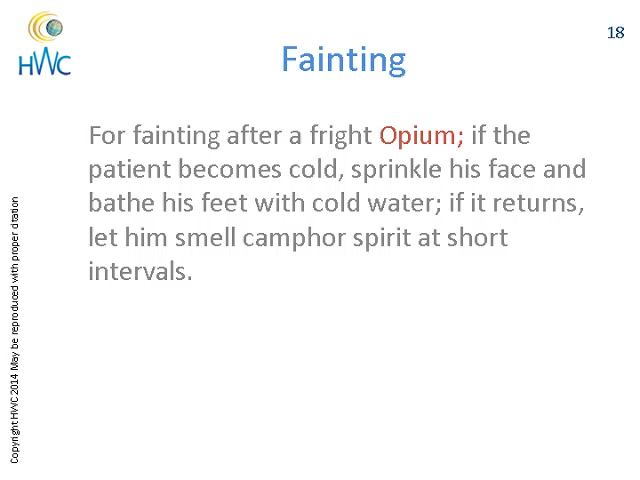 18
HWC
Fainting
For fainting after a fright Opium; if the
patient becomes cold, sprinkle his face and
bathe his feet with cold water; if it returns,
let him smell camphor spirit at short
intervals.
Copyright HWC 2014 May be reproduced with proper citation